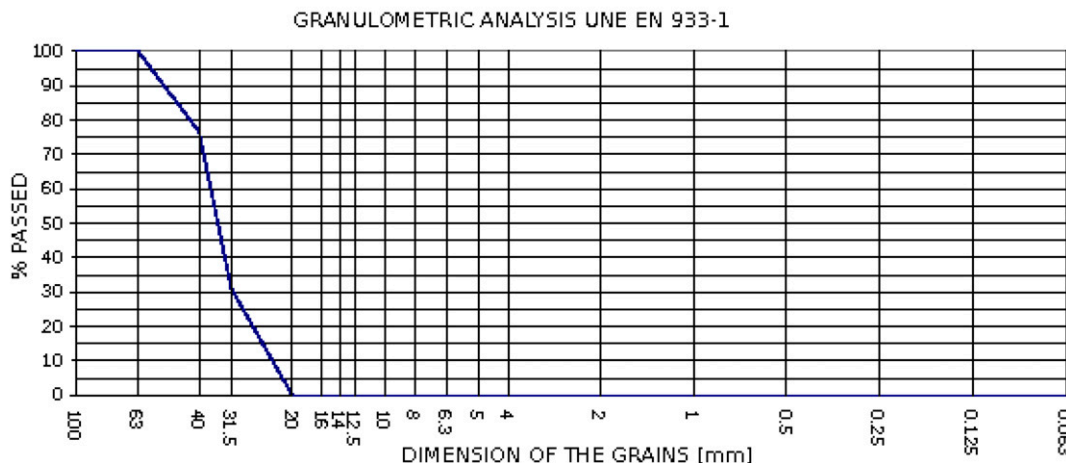 GRANULOMETRIC ANALYSIS UNE EN 933-1
% PASSED
100
90
80
70
60
50
40
30
20
10
0
100 63 40 31.5 20 16 14 12.5 10 8 6.3 5 4 2 1 0.5 0.25 0.125
DIMENSION OF THE GRAINS [mm]